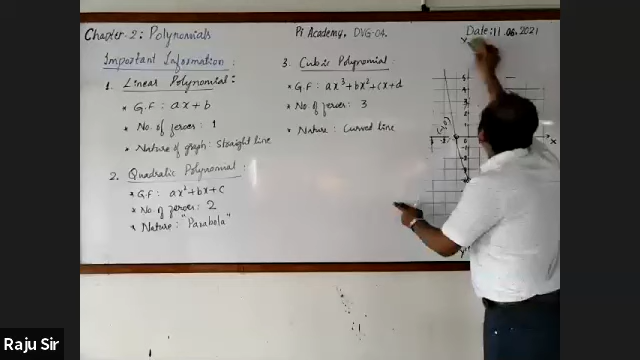 Chapter-2: Polynomials
Pi Academy, DVG-04.
Date: 11.06.2021
Important Information:
1. Linear Polynomial:
* G.F: ax + b
* No. of zeroes: 1
* Nature of graph: Straight line
2. Quadratic Polynomial:
* G.F: ax² + bx + c
* No. of zeroes: 2
* Nature: "Parabola"
3. Cubic Polynomial:
* G.F: ax³ + bx² + cx + d
* No. of zeroes: 3
* Nature: Curved line
X
Raju Sir